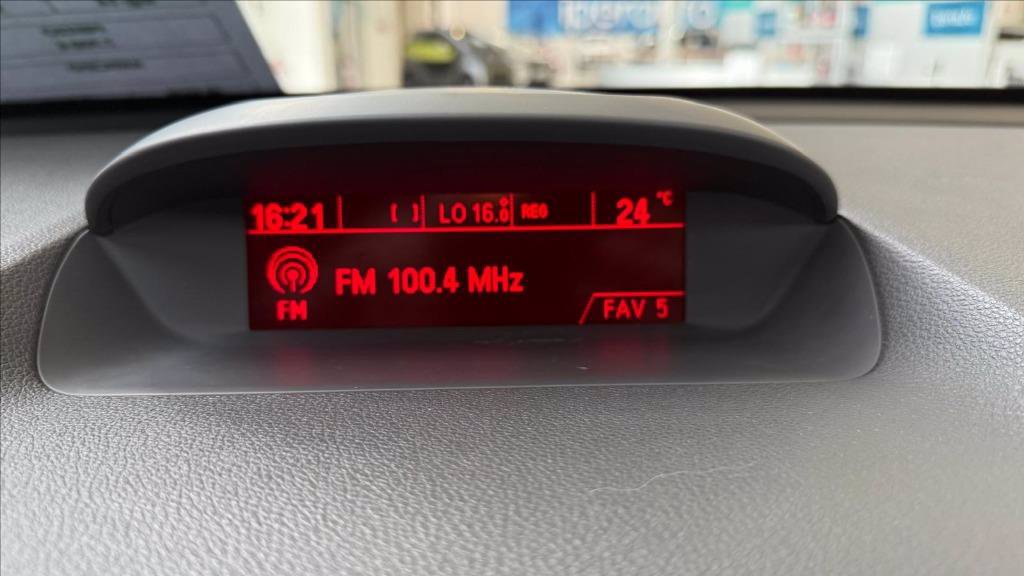 16:21 [ ] LO 16.0 REG 24 °C
FM 100.4 MHz
FM
FAV 5